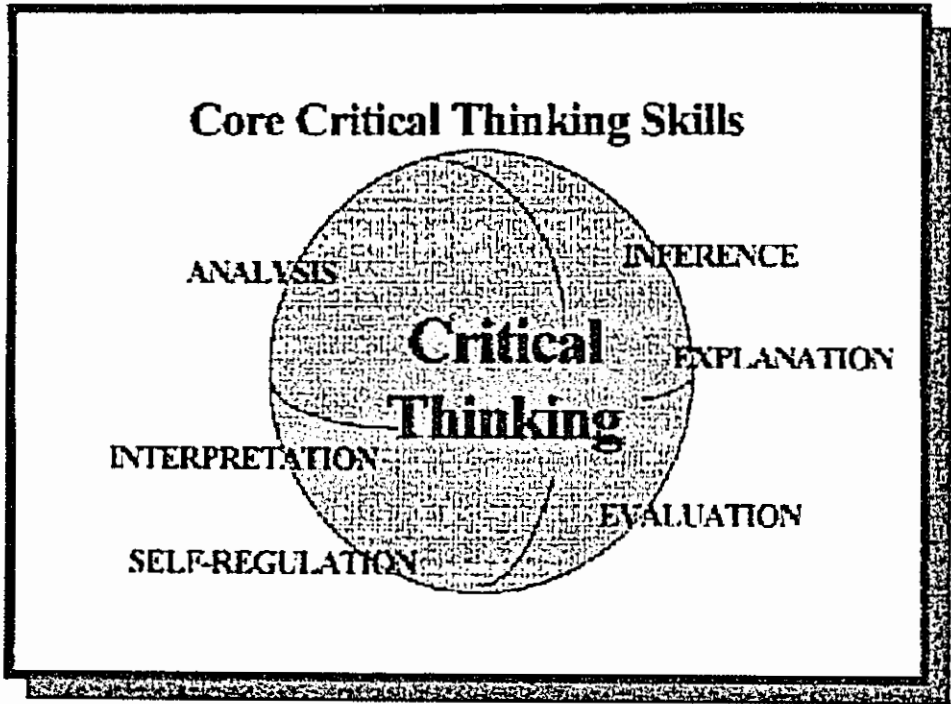 Core Critical Thinking Skills
ANALYSIS
INFERENCE
Critical
Thinking
EXPLANATION
INTERPRETATION
EVALUATION
SELF-REGULATION